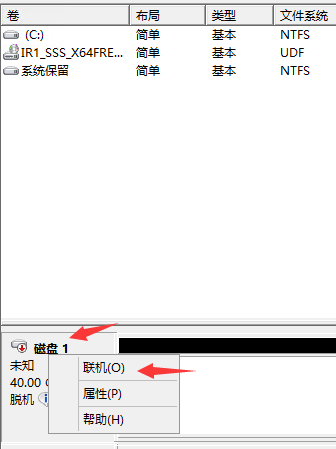 卷 布局 类型 文件系统
(C:) 简单 基本 NTFS
IR1_SSS_X64FRE... 简单 基本 UDF
系统保留 简单 基本 NTFS
磁盘 1
未知
40.00
脱机
联机(O)
属性(P)
帮助(H)